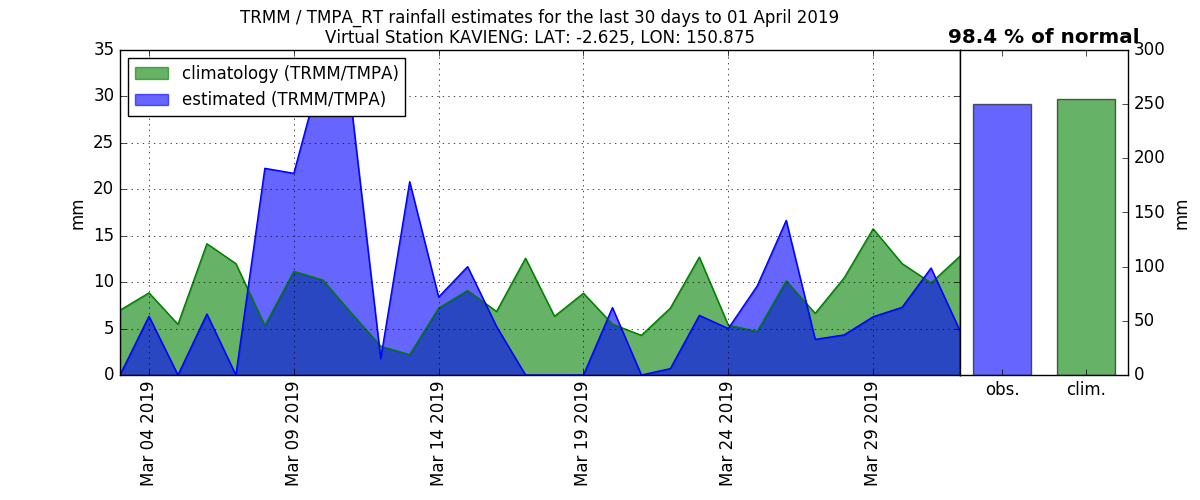 TRMM / TMPA_RT rainfall estimates for the last 30 days to 01 April 2019
Virtual Station KAVIENG: LAT: -2.625, LON: 150.875
98.4 % of normal
climatology (TRMM/TMPA)
estimated (TRMM/TMPA)
35
30
25
20
15
10
5
0
mm
300
250
200
150
100
50
0
mm
obs.
clim.
Mar 04 2019
Mar 09 2019
Mar 14 2019
Mar 19 2019
Mar 24 2019
Mar 29 2019